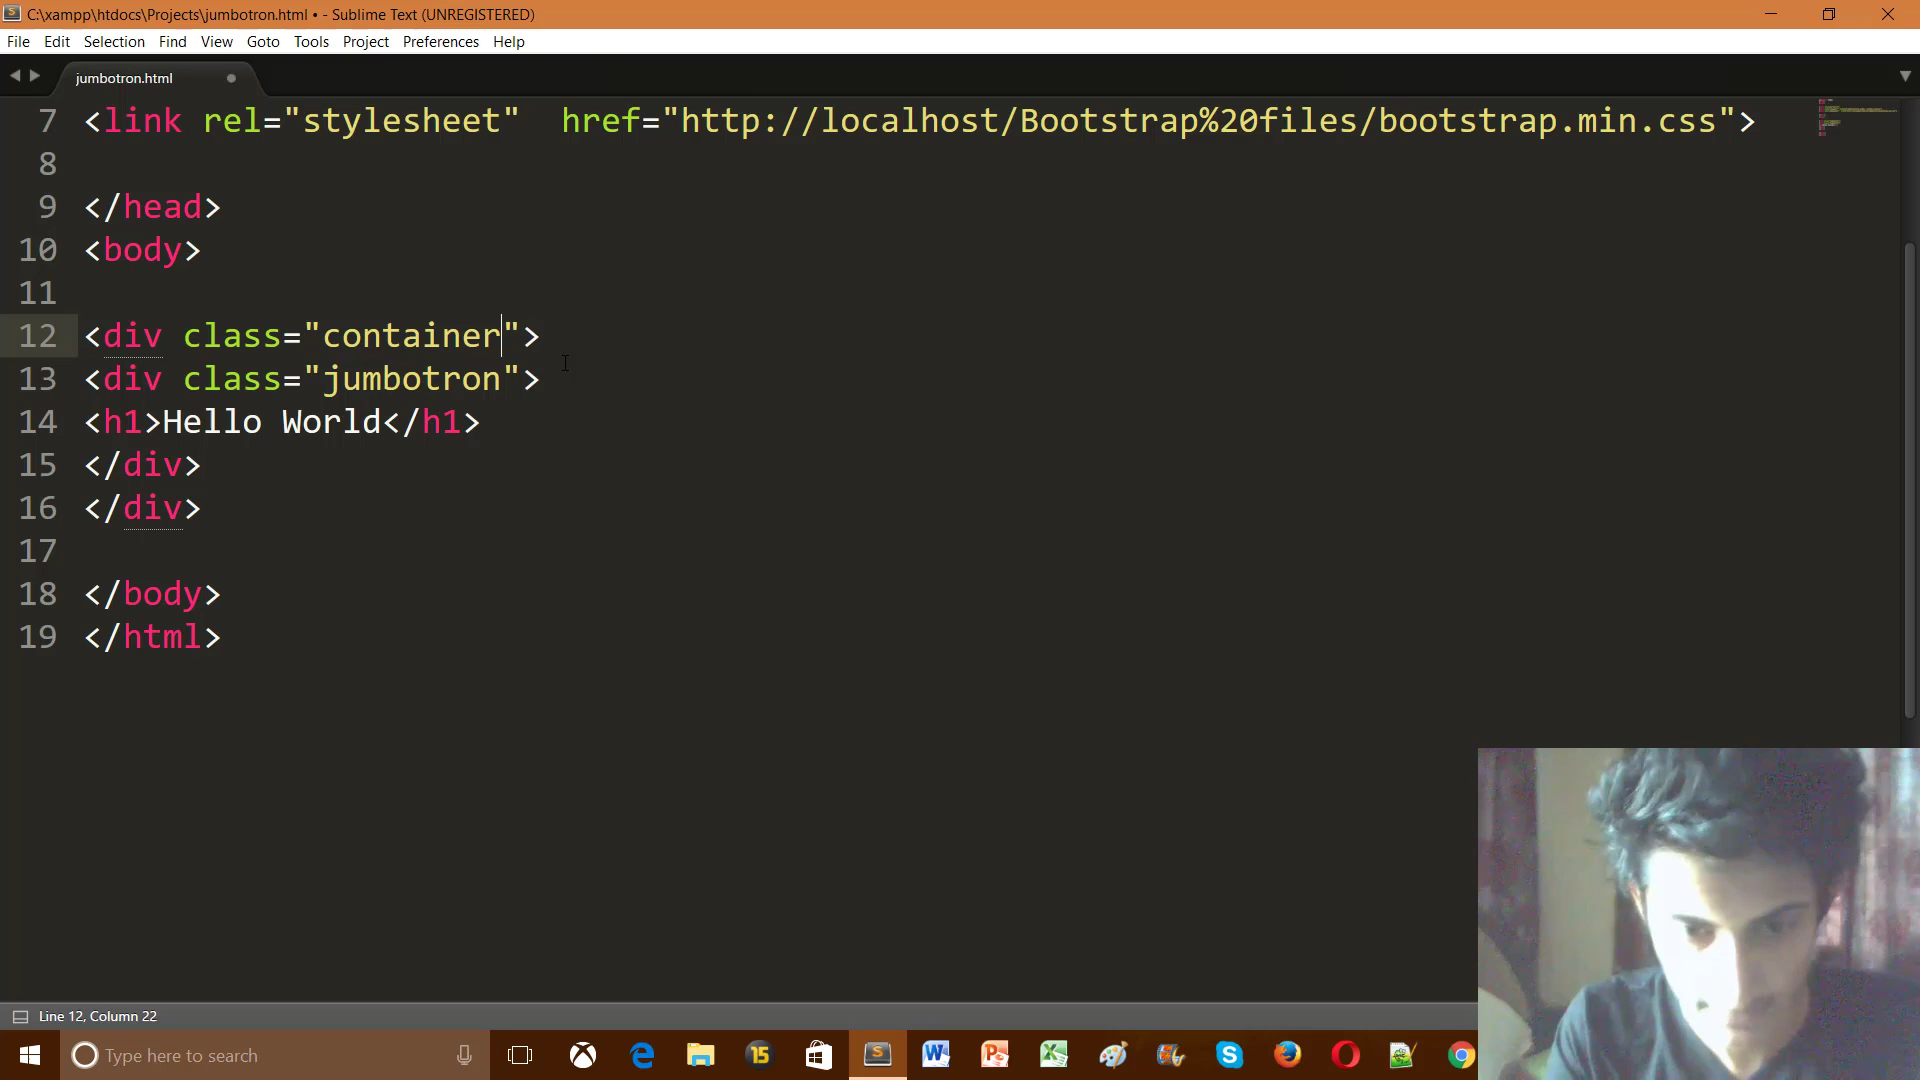 C:\xampp\htdocs\Projects\jumbotron.html • - Sublime Text (UNREGISTERED)
File Edit Selection Find View Goto Tools Project Preferences Help
jumbotron.html
7 <link rel="stylesheet"  href="http://localhost/Bootstrap%20files/bootstrap.min.css">
8
9 </head>
10 <body>
11
12 <div class="container">
13 <div class="jumbotron">
14 <h1>Hello World</h1>
15 </div>
16 </div>
17
18 </body>
19 </html>
Line 12, Column 22
Type here to search
15